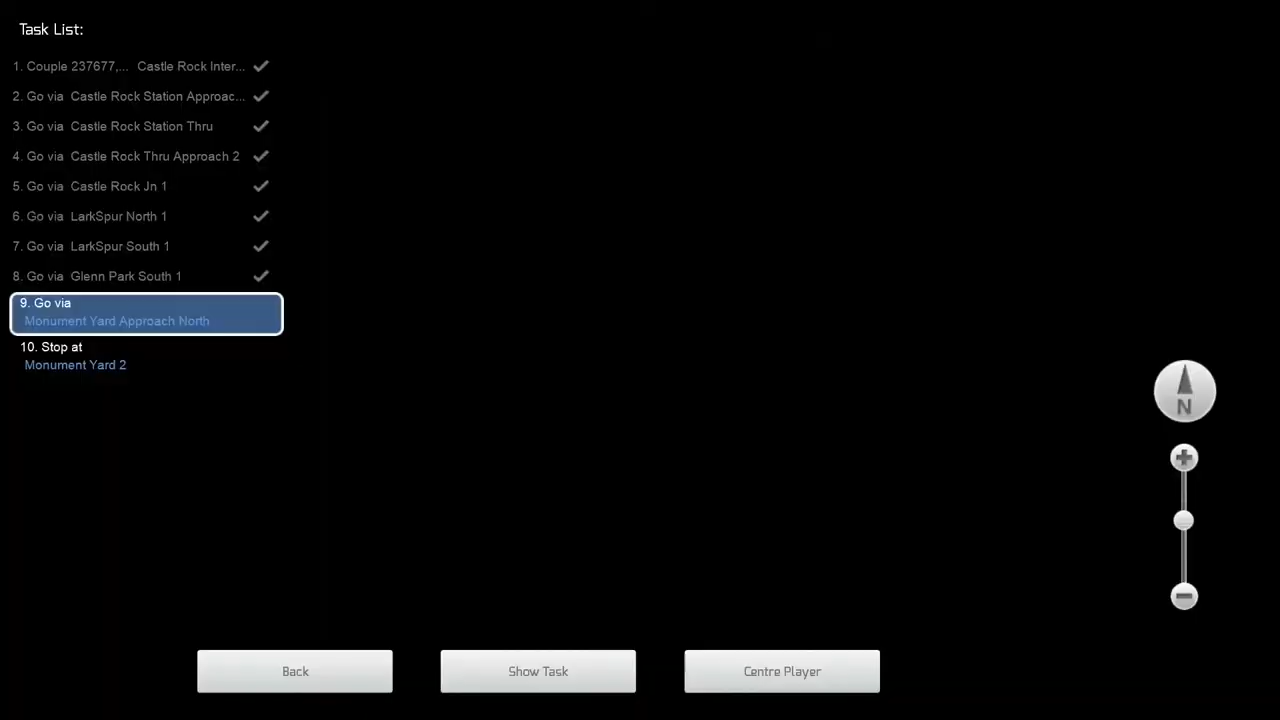 Task List:
1. Couple 237677,... Castle Rock Inter...
2. Go via Castle Rock Station Approac...
3. Go via Castle Rock Station Thru
4. Go via Castle Rock Thru Approach 2
5. Go via Castle Rock Jn 1
6. Go via LarkSpur North 1
7. Go via LarkSpur South 1
8. Go via Glenn Park South 1
9. Go via
Monument Yard Approach North
10. Stop at
Monument Yard 2
N
Back Show Task Centre Player